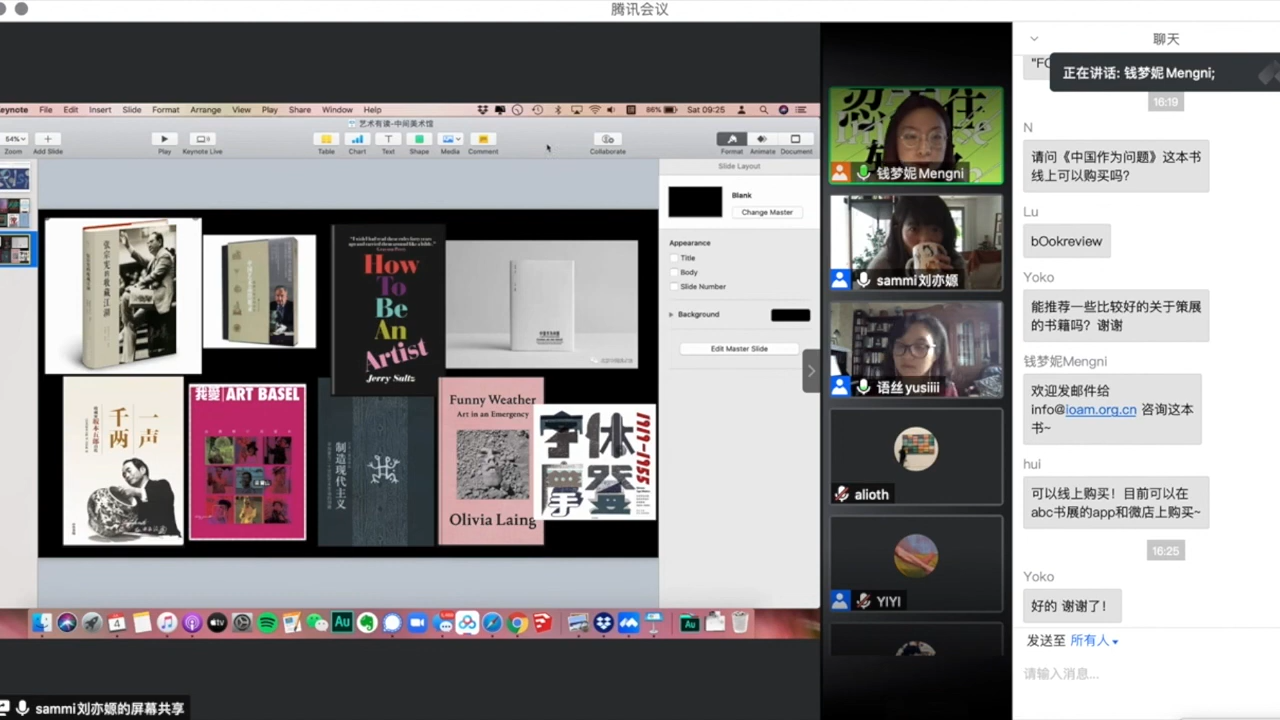 腾讯会议
Keynote File Edit Insert Slide Format Arrange View Play Share Window Help
86% Sat 09:25
艺术有读-中间美术馆
54%
Zoom Add Slide Play Keynote Live Table Chart Text Shape Media Comment Collaborate Format Animate Document
Slide Layout
Blank
Change Master
Appearance
Title
Body
Slide Number
Background
Edit Master Slide
How
To
Be
An
Artist
Jerry Saltz
一声
千两
我爱 ART BASEL
制造现代主义
Funny Weather
Art in an Emergency
Olivia Laing
1919-1955
sammi刘亦嫄的屏幕共享
钱梦妮Mengni
sammi刘亦嫄
语丝yusiiii
alioth
YIYI
聊天
正在讲话: 钱梦妮Mengni;
16:19
N
请问《中国作为问题》这本书
线上可以购买吗?
Lu
bOokreview
Yoko
能推荐一些比较好的关于策展
的书籍吗? 谢谢
钱梦妮Mengni
欢迎发邮件给
info@ioam.org.cn 咨询这本
书~
hui
可以线上购买! 目前可以在
abc书展的app和微店上购买~
16:25
Yoko
好的 谢谢了!
发送至 所有人
请输入消息...